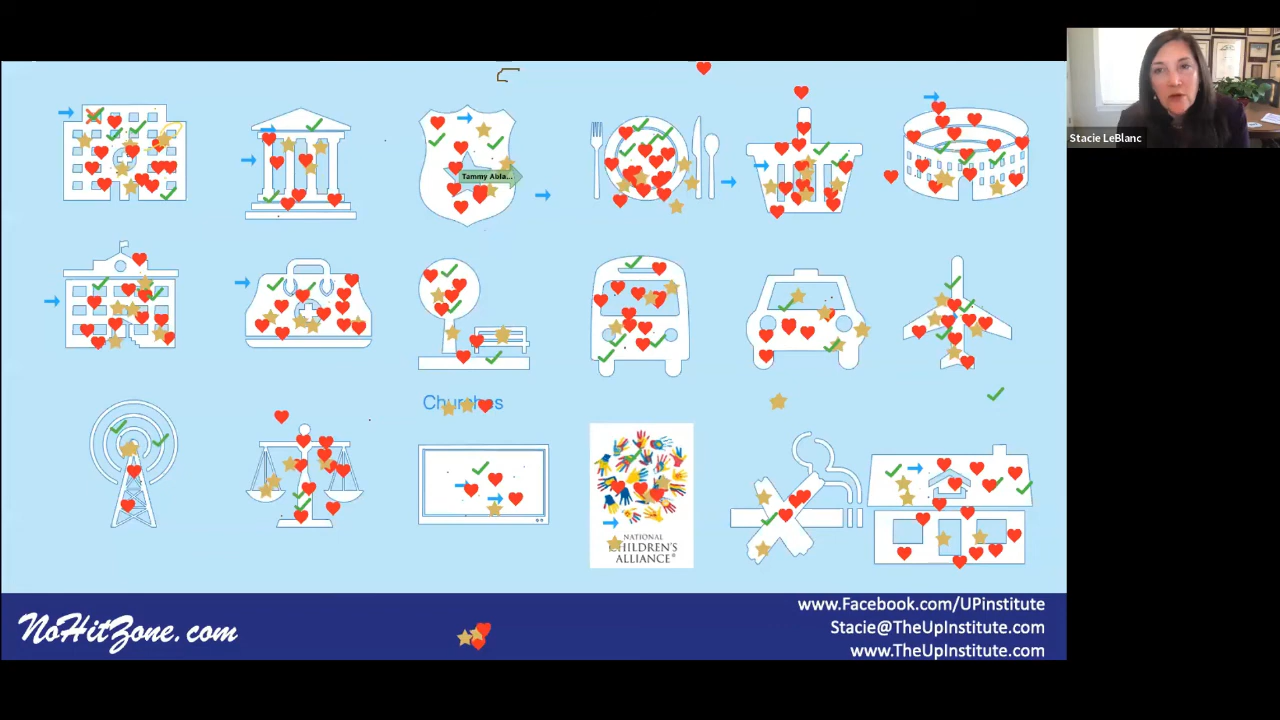 Stacie LeBlanc
Tammy Abla...
Churches
NATIONAL
CHILDREN'S
ALLIANCE®
NoHitZone.com
www.Facebook.com/UPinstitute
Stacie@TheUpInstitute.com
www.TheUpInstitute.com